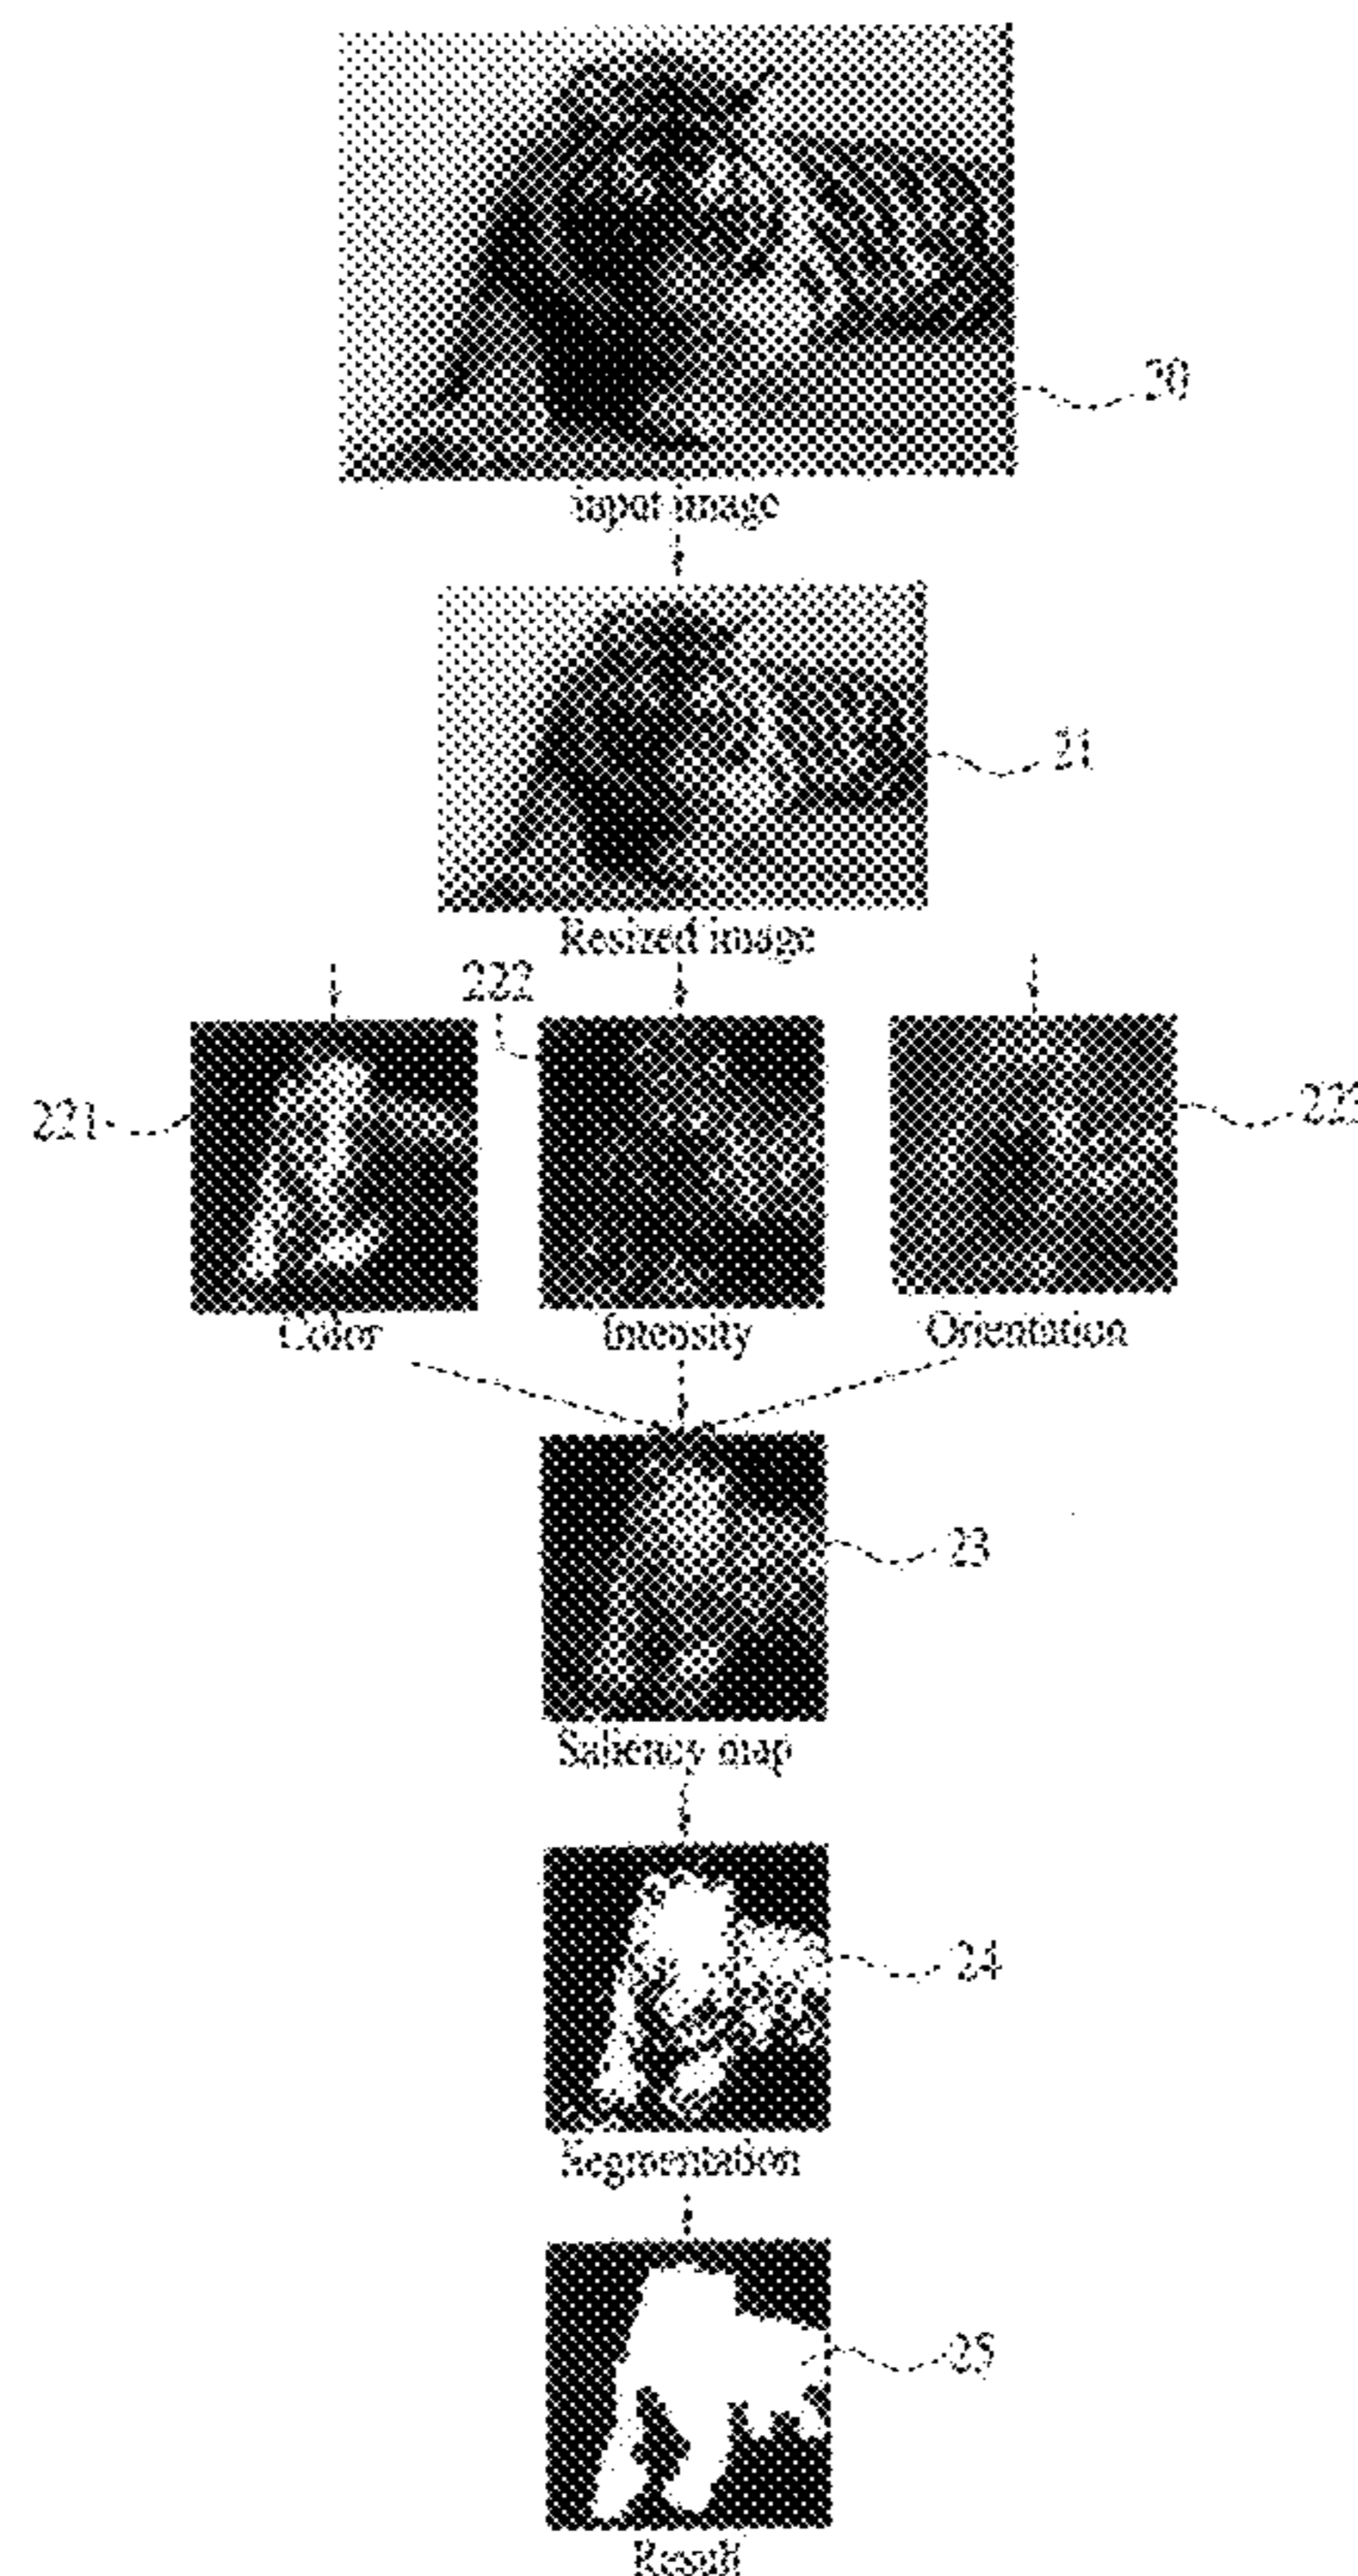 20
Input image
21
Resized image
222
221
Color
Intensity
Orientation
23
Saliency map
24
Segmentation
25
Result